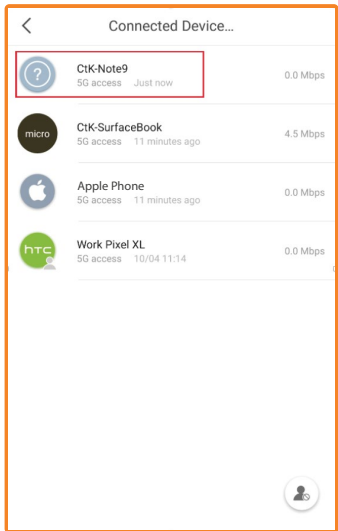 Connected Device...
?
CtK-Note9
5G access Just now
0.0 Mbps
micro
CtK-SurfaceBook
5G access 11 minutes ago
4.5 Mbps
Apple Phone
5G access 11 minutes ago
0.0 Mbps
hTC
Work Pixel XL
5G access 10/04 11:14
0.0 Mbps